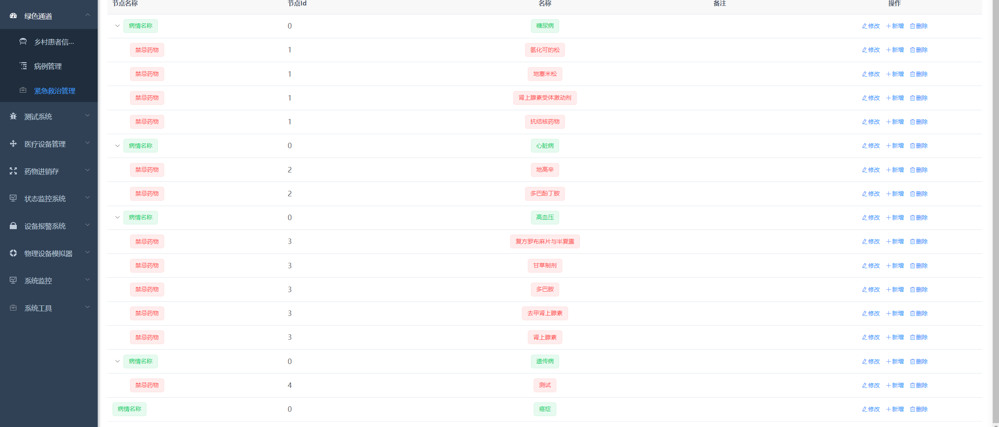 绿色通道
乡村患者信...
病例管理
紧急救治管理
测试系统
医疗设备管理
药物进销存
状态监控系统
设备报警系统
物理设备模拟器
系统监控
系统工具
节点名称 节点Id 名称 备注 操作
病情名称 0 糖尿病 修改 新增 删除
禁忌药物 1 氢化可的松 修改 新增 删除
禁忌药物 1 地塞米松 修改 新增 删除
禁忌药物 1 肾上腺素受体激动剂 修改 新增 删除
禁忌药物 1 抗结核药物 修改 新增 删除
病情名称 0 心脏病 修改 新增 删除
禁忌药物 2 地高辛 修改 新增 删除
禁忌药物 2 多巴酚丁胺 修改 新增 删除
病情名称 0 高血压 修改 新增 删除
禁忌药物 3 复方罗布麻片与半夏露 修改 新增 删除
禁忌药物 3 甘草制剂 修改 新增 删除
禁忌药物 3 多巴胺 修改 新增 删除
禁忌药物 3 去甲肾上腺素 修改 新增 删除
禁忌药物 3 肾上腺素 修改 新增 删除
病情名称 0 遗传病 修改 新增 删除
禁忌药物 4 测试 修改 新增 删除
病情名称 0 癌症 修改 新增 删除